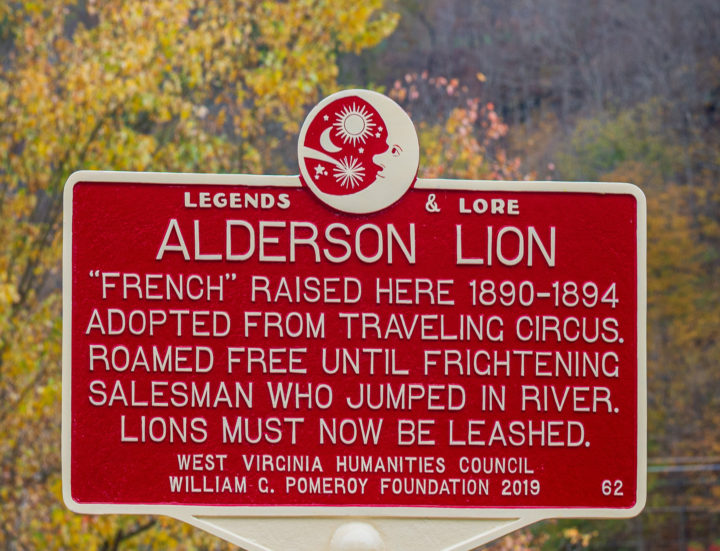 LEGENDS & LORE
ALDERSON LION
“FRENCH” RAISED HERE 1890–1894
ADOPTED FROM TRAVELING CIRCUS.
ROAMED FREE UNTIL FRIGHTENING
SALESMAN WHO JUMPED IN RIVER.
LIONS MUST NOW BE LEASHED.
WEST VIRGINIA HUMANITIES COUNCIL
WILLIAM G. POMEROY FOUNDATION 2019 62